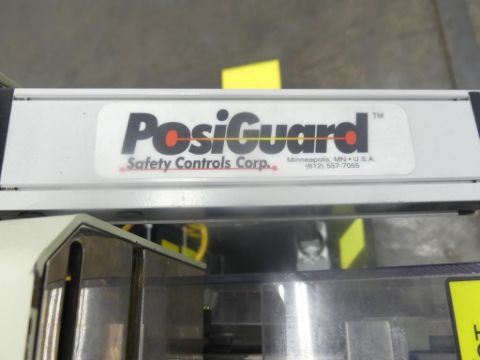 PosiGuard™
Safety Controls Corp.
Minneapolis, MN • U.S.A.
(612) 557-7055
H